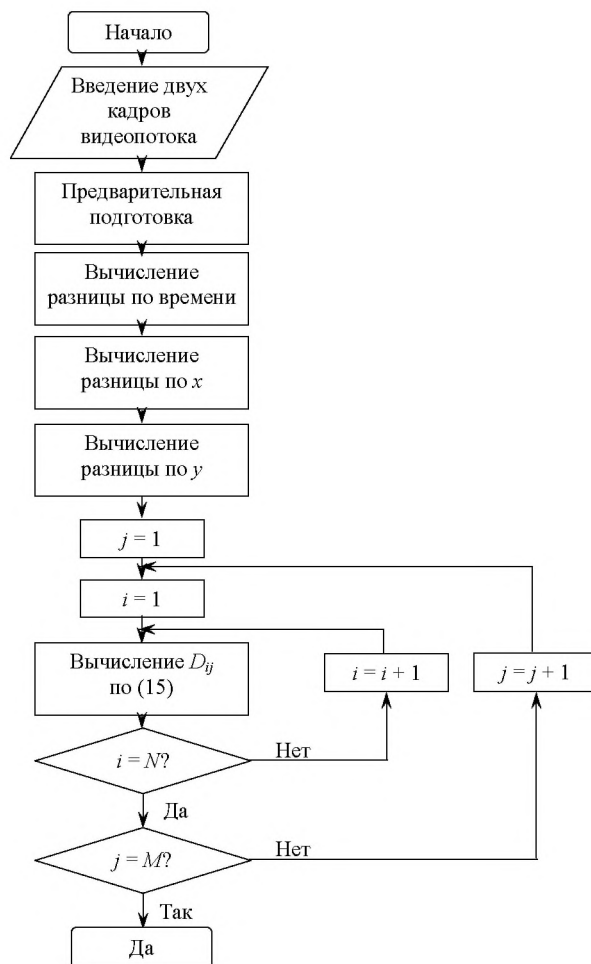 Начало
Введение двух
кадров
видеопотока
Предварительная
подготовка
Вычисление
разницы по времени
Вычисление
разницы по x
Вычисление
разницы по y
j = 1
i = 1
Вычисление Dij
по (15)
i = i + 1
j = j + 1
i = N?
Нет
Да
j = M?
Нет
Так
Да